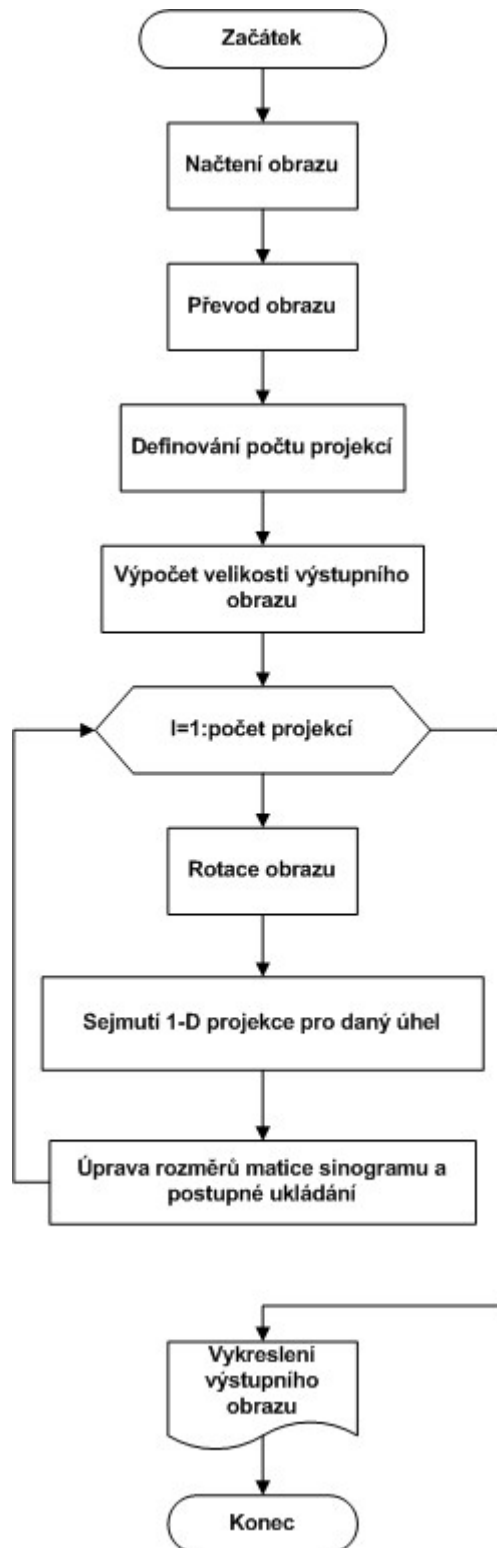 Začátek
Načtení obrazu
Převod obrazu
Definování počtu projekcí
Výpočet velikosti výstupního
obrazu
I=1:počet projekcí
Rotace obrazu
Sejmutí 1-D projekce pro daný úhel
Úprava rozměrů matice sinogramu a
postupné ukládání
Vykreslení
výstupního
obrazu
Konec